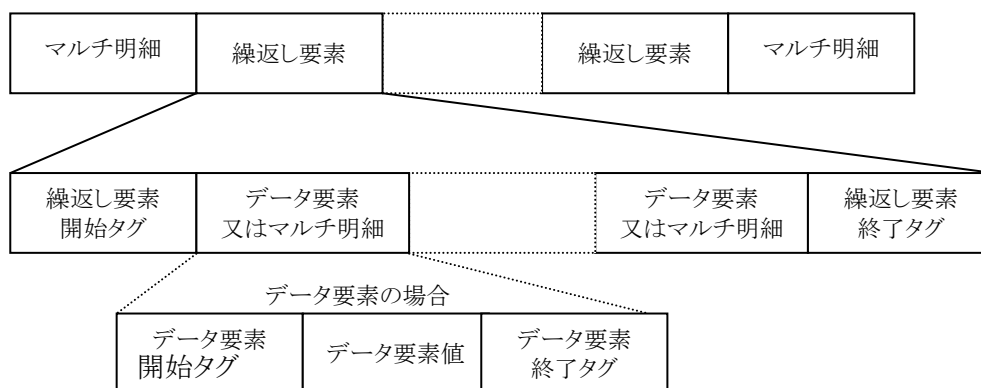 マルチ明細
繰返し要素
繰返し要素
マルチ明細
繰返し要素
開始タグ
データ要素
又はマルチ明細
データ要素
又はマルチ明細
繰返し要素
終了タグ
データ要素の場合
データ要素
開始タグ
データ要素値
データ要素
終了タグ